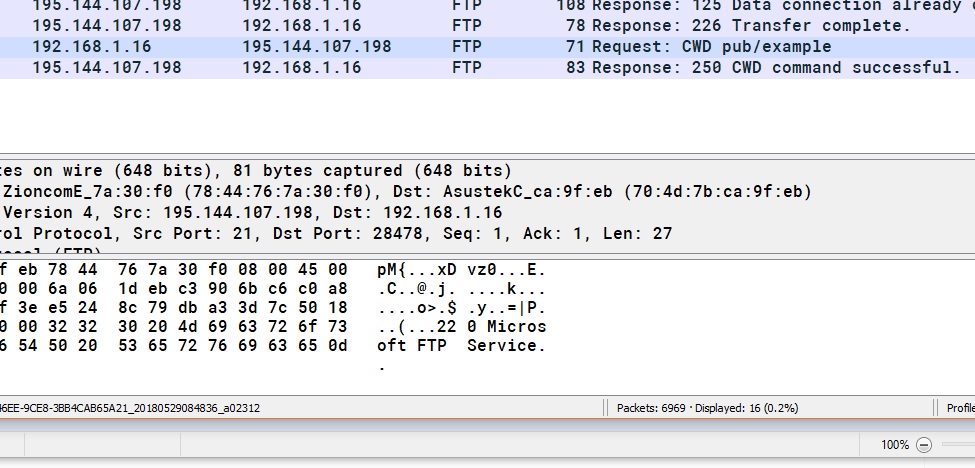 195.144.107.198 192.168.1.16 FTP 108 Response: 125 Data connection already
195.144.107.198 192.168.1.16 FTP 78 Response: 226 Transfer complete.
192.168.1.16 195.144.107.198 FTP 71 Request: CWD pub/example
195.144.107.198 192.168.1.16 FTP 83 Response: 250 CWD command successful.
tes on wire (648 bits), 81 bytes captured (648 bits)
ZioncomE_7a:30:f0 (78:44:76:7a:30:f0), Dst: AsustekC_ca:9f:eb (70:4d:7b:ca:9f:eb)
Version 4, Src: 195.144.107.198, Dst: 192.168.1.16
rol Protocol, Src Port: 21, Dst Port: 28478, Seq: 1, Ack: 1, Len: 27
ocol (FTP)
f eb 78 44 76 7a 30 f0 08 00 45 00 pM{...xD vz0...E.
0 00 6a 06 1d eb c3 90 6b c6 c0 a8 .C..@.j. ....k...
f 3e e5 24 8c 79 db a3 3d 7c 50 18 ....o>.$ .y..=|P.
0 00 32 32 30 20 4d 69 63 72 6f 73 ..(...22 0 Micros
6 54 50 20 53 65 72 76 69 63 65 0d oft FTP Service.
.
46EE-9CE8-3BB4CAB65A21_20180529084836_a02312 Packets: 6969 · Displayed: 16 (0.2%) Profile
100%